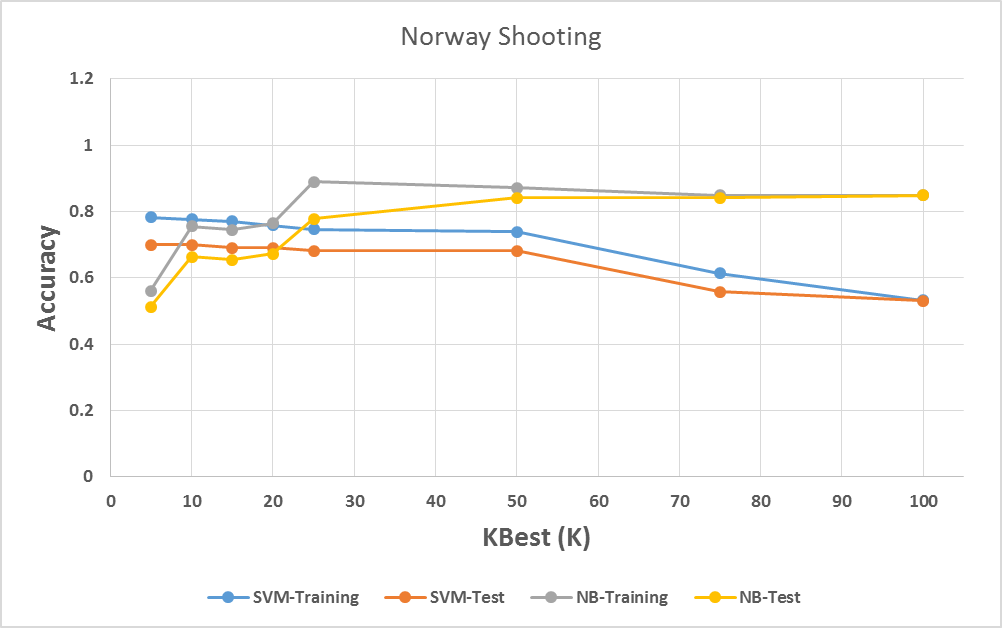 Norway Shooting
1.2
1
0.8
0.6
0.4
0.2
0
Accuracy
0 10 20 30 40 50 60 70 80 90 100
KBest (K)
SVM-Training SVM-Test NB-Training NB-Test